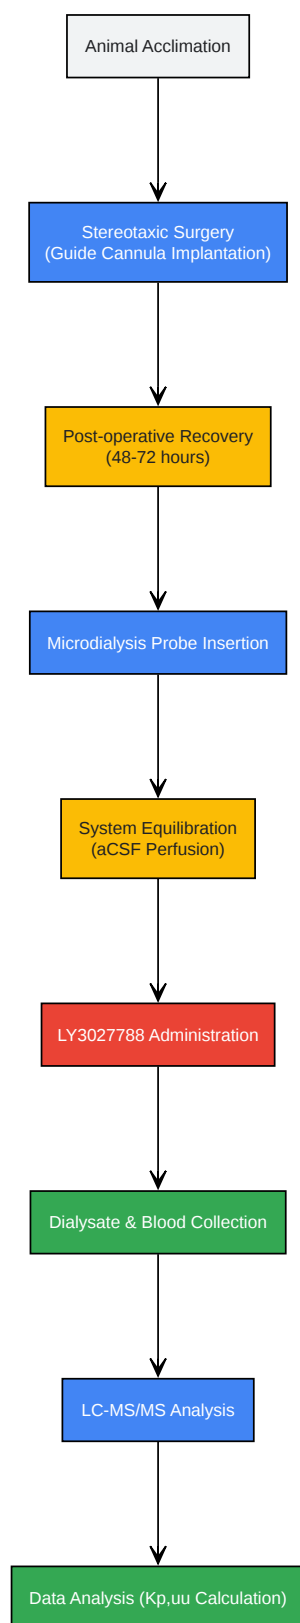 Animal Acclimation
Stereotaxic Surgery
(Guide Cannula Implantation)
Post-operative Recovery
(48-72 hours)
Microdialysis Probe Insertion
System Equilibration
(aCSF Perfusion)
LY3027788 Administration
Dialysate & Blood Collection
LC-MS/MS Analysis
Data Analysis (Kp,uu Calculation)